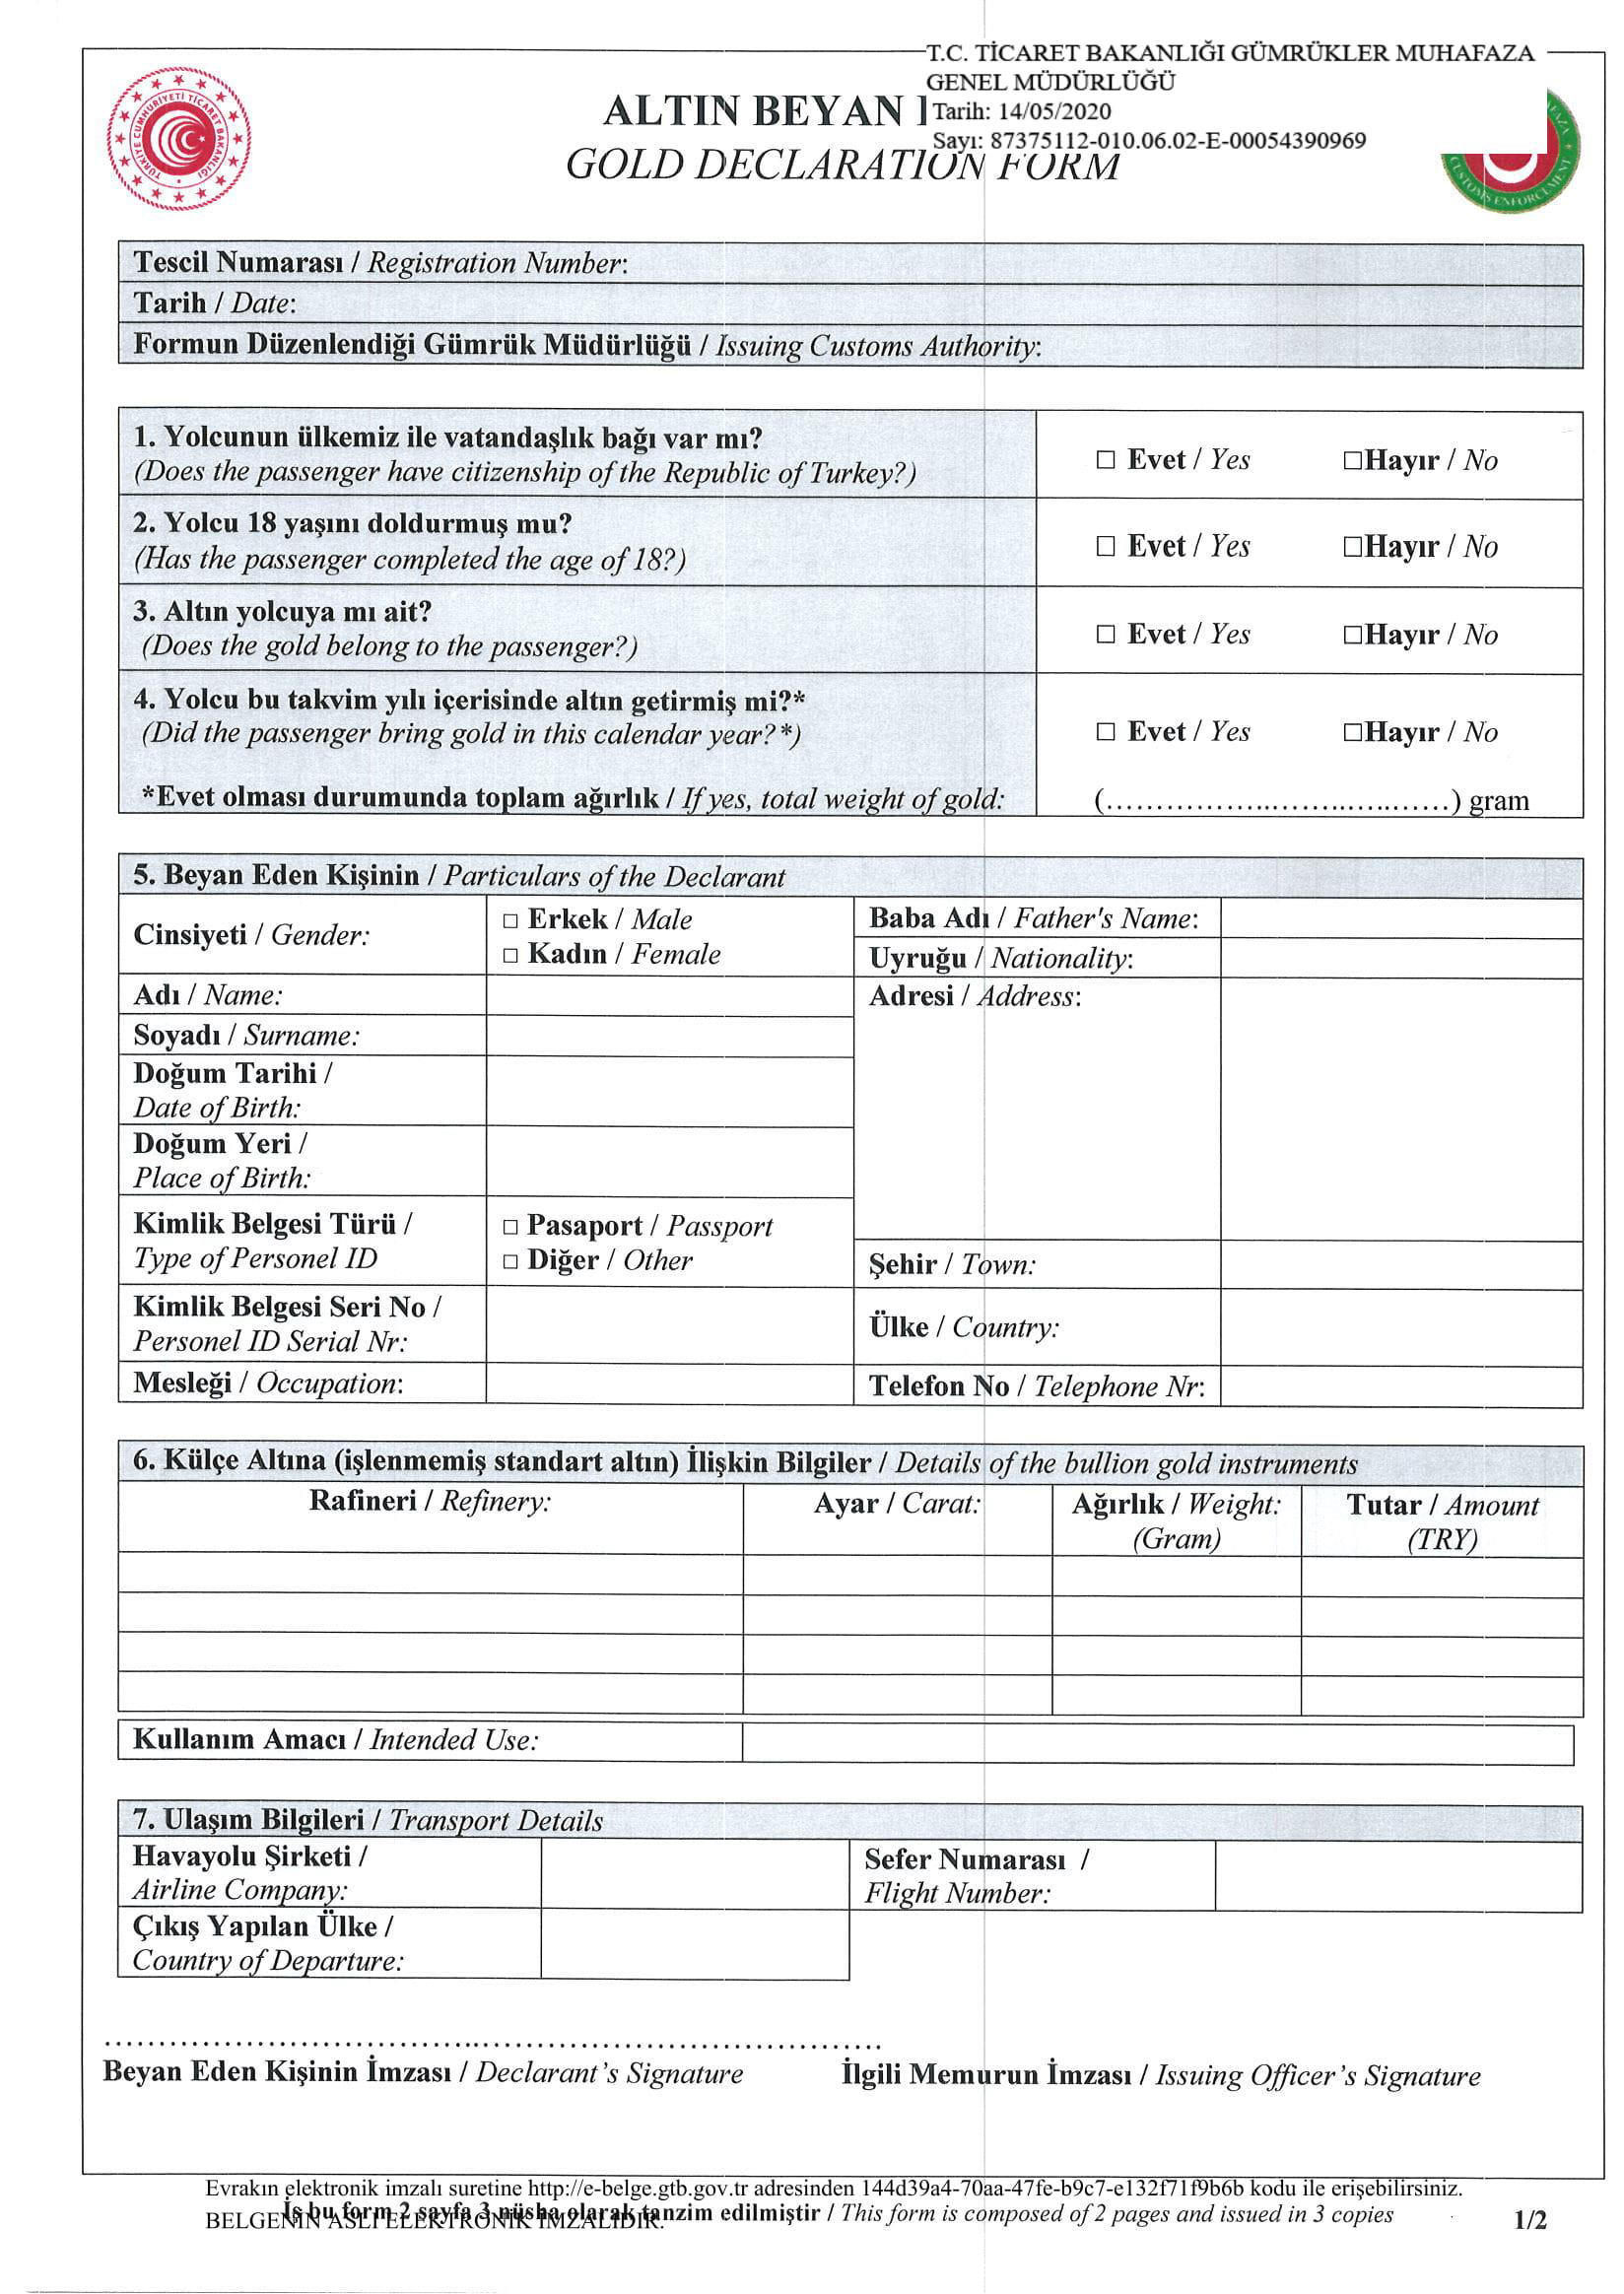 T.C. TİCARET BAKANLIĞI GÜMRÜKLER MUHAFAZA
GENEL MÜDÜRLÜĞÜ
Tarih: 14/05/2020
Sayı: 87375112-010.06.02-E-00054390969
ALTIN BEYAN
GOLD DECLARATION FORM
TÜRKİYE CUMHURİYETİ TİCARET BAKANLIĞI
CUSTOMS ENFORCEMENT
Tescil Numarası / Registration Number:
Tarih / Date:
Formun Düzenlendiği Gümrük Müdürlüğü / Issuing Customs Authority:
1. Yolcunun ülkemiz ile vatandaşlık bağı var mı?
(Does the passenger have citizenship of the Republic of Turkey?)
☐ Evet / Yes ☐Hayır / No
2. Yolcu 18 yaşını doldurmuş mu?
(Has the passenger completed the age of 18?)
☐ Evet / Yes ☐Hayır / No
3. Altın yolcuya mı ait?
(Does the gold belong to the passenger?)
☐ Evet / Yes ☐Hayır / No
4. Yolcu bu takvim yılı içerisinde altın getirmiş mi?*
(Did the passenger bring gold in this calendar year?*)
☐ Evet / Yes ☐Hayır / No
*Evet olması durumunda toplam ağırlık / If yes, total weight of gold: (..................................) gram
5. Beyan Eden Kişinin / Particulars of the Declarant
Cinsiyeti / Gender:
☐ Erkek / Male
☐ Kadın / Female
Baba Adı / Father's Name:
Uyruğu / Nationality:
Adı / Name:
Adresi / Address:
Soyadı / Surname:
Doğum Tarihi /
Date of Birth:
Doğum Yeri /
Place of Birth:
Kimlik Belgesi Türü /
Type of Personel ID
☐ Pasaport / Passport
☐ Diğer / Other
Şehir / Town:
Kimlik Belgesi Seri No /
Personel ID Serial Nr:
Ülke / Country:
Mesleği / Occupation:
Telefon No / Telephone Nr:
6. Külçe Altına (işlenmemiş standart altın) İlişkin Bilgiler / Details of the bullion gold instruments
Rafineri / Refinery:
Ayar / Carat:
Ağırlık / Weight:
(Gram)
Tutar / Amount
(TRY)
Kullanım Amacı / Intended Use:
7. Ulaşım Bilgileri / Transport Details
Havayolu Şirketi /
Airline Company:
Sefer Numarası /
Flight Number:
Çıkış Yapılan Ülke /
Country of Departure:
................................................................................
Beyan Eden Kişinin İmzası / Declarant's Signature
İlgili Memurun İmzası / Issuing Officer's Signature
Evrakın elektronik imzalı suretine http://e-belge.gtb.gov.tr adresinden 144d39a4-70aa-47fe-b9c7-e132f71f9b6b kodu ile erişebilirsiniz.
BELGENİN ASLI ELEKTRONİK İMZALIDIR.
İş bu form 2 sayfa 3 nüsha olarak tanzim edilmiştir / This form is composed of 2 pages and issued in 3 copies
1/2